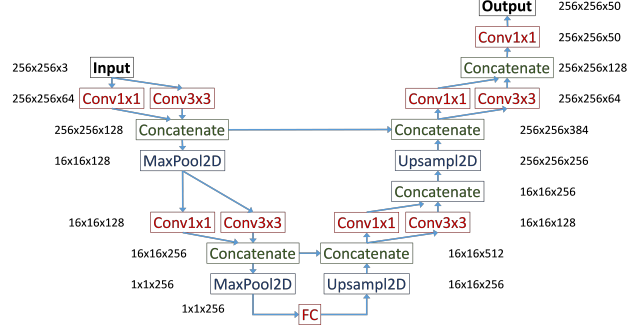 Output 256x256x50
Conv1x1 256x256x50
256x256x3 Input Concatenate 256x256x128
256x256x64 Conv1x1 Conv3x3 Conv1x1 Conv3x3 256x256x64
256x256x128 Concatenate Concatenate 256x256x384
16x16x128 MaxPool2D Upsampl2D 256x256x256
Concatenate 16x16x256
16x16x128 Conv1x1 Conv3x3 Conv1x1 Conv3x3 16x16x128
16x16x256 Concatenate Concatenate 16x16x512
1x1x256 MaxPool2D Upsampl2D 16x16x256
1x1x256 FC